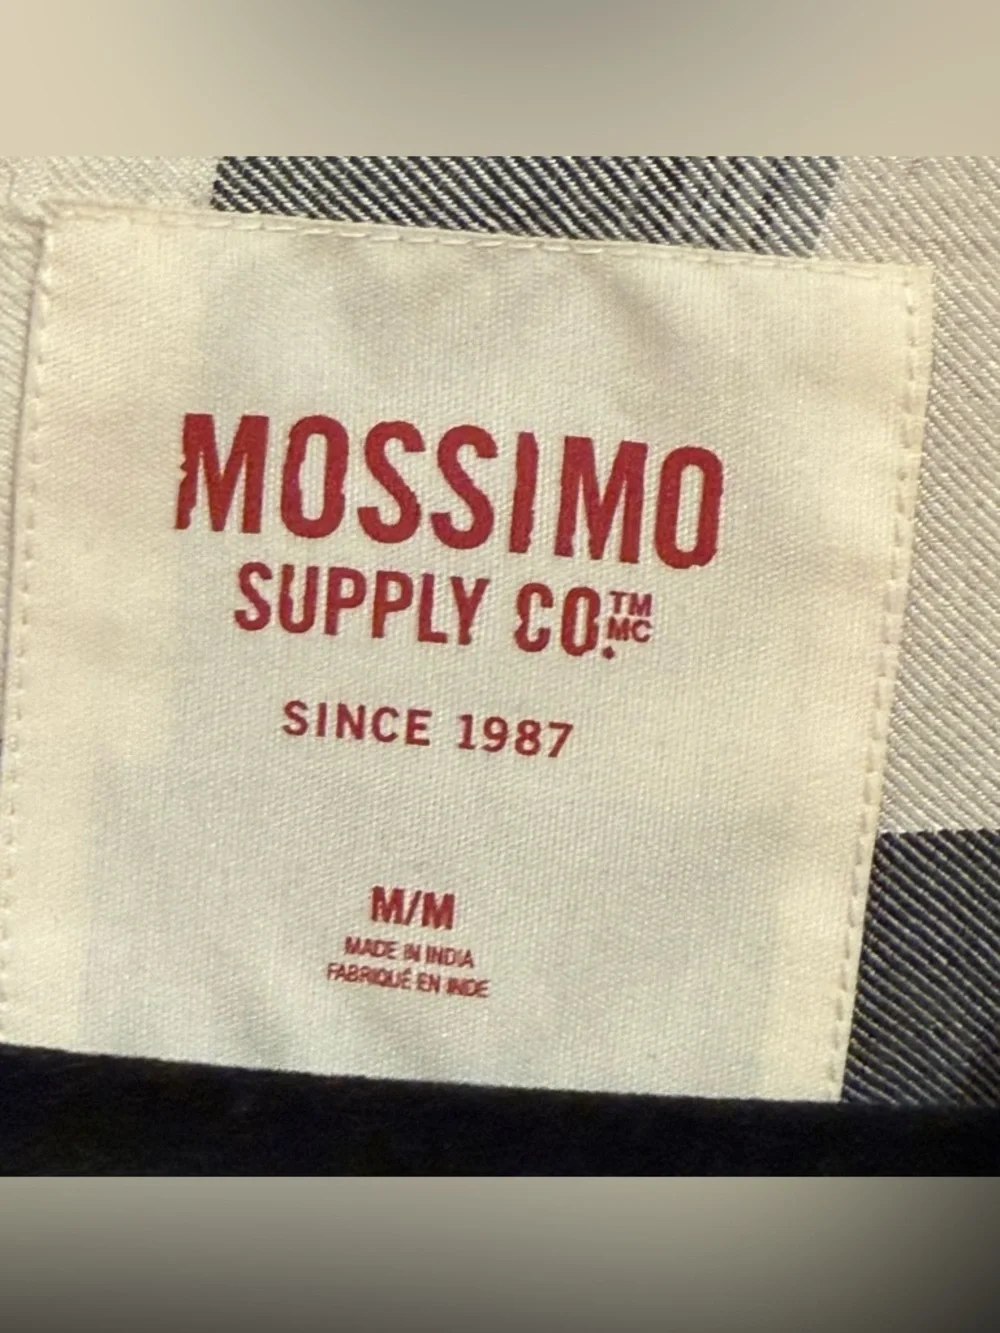 MOSSIMO
SUPPLY CO.™ MC
SINCE 1987
M/M
MADE IN INDIA
FABRIQUÉ EN INDE